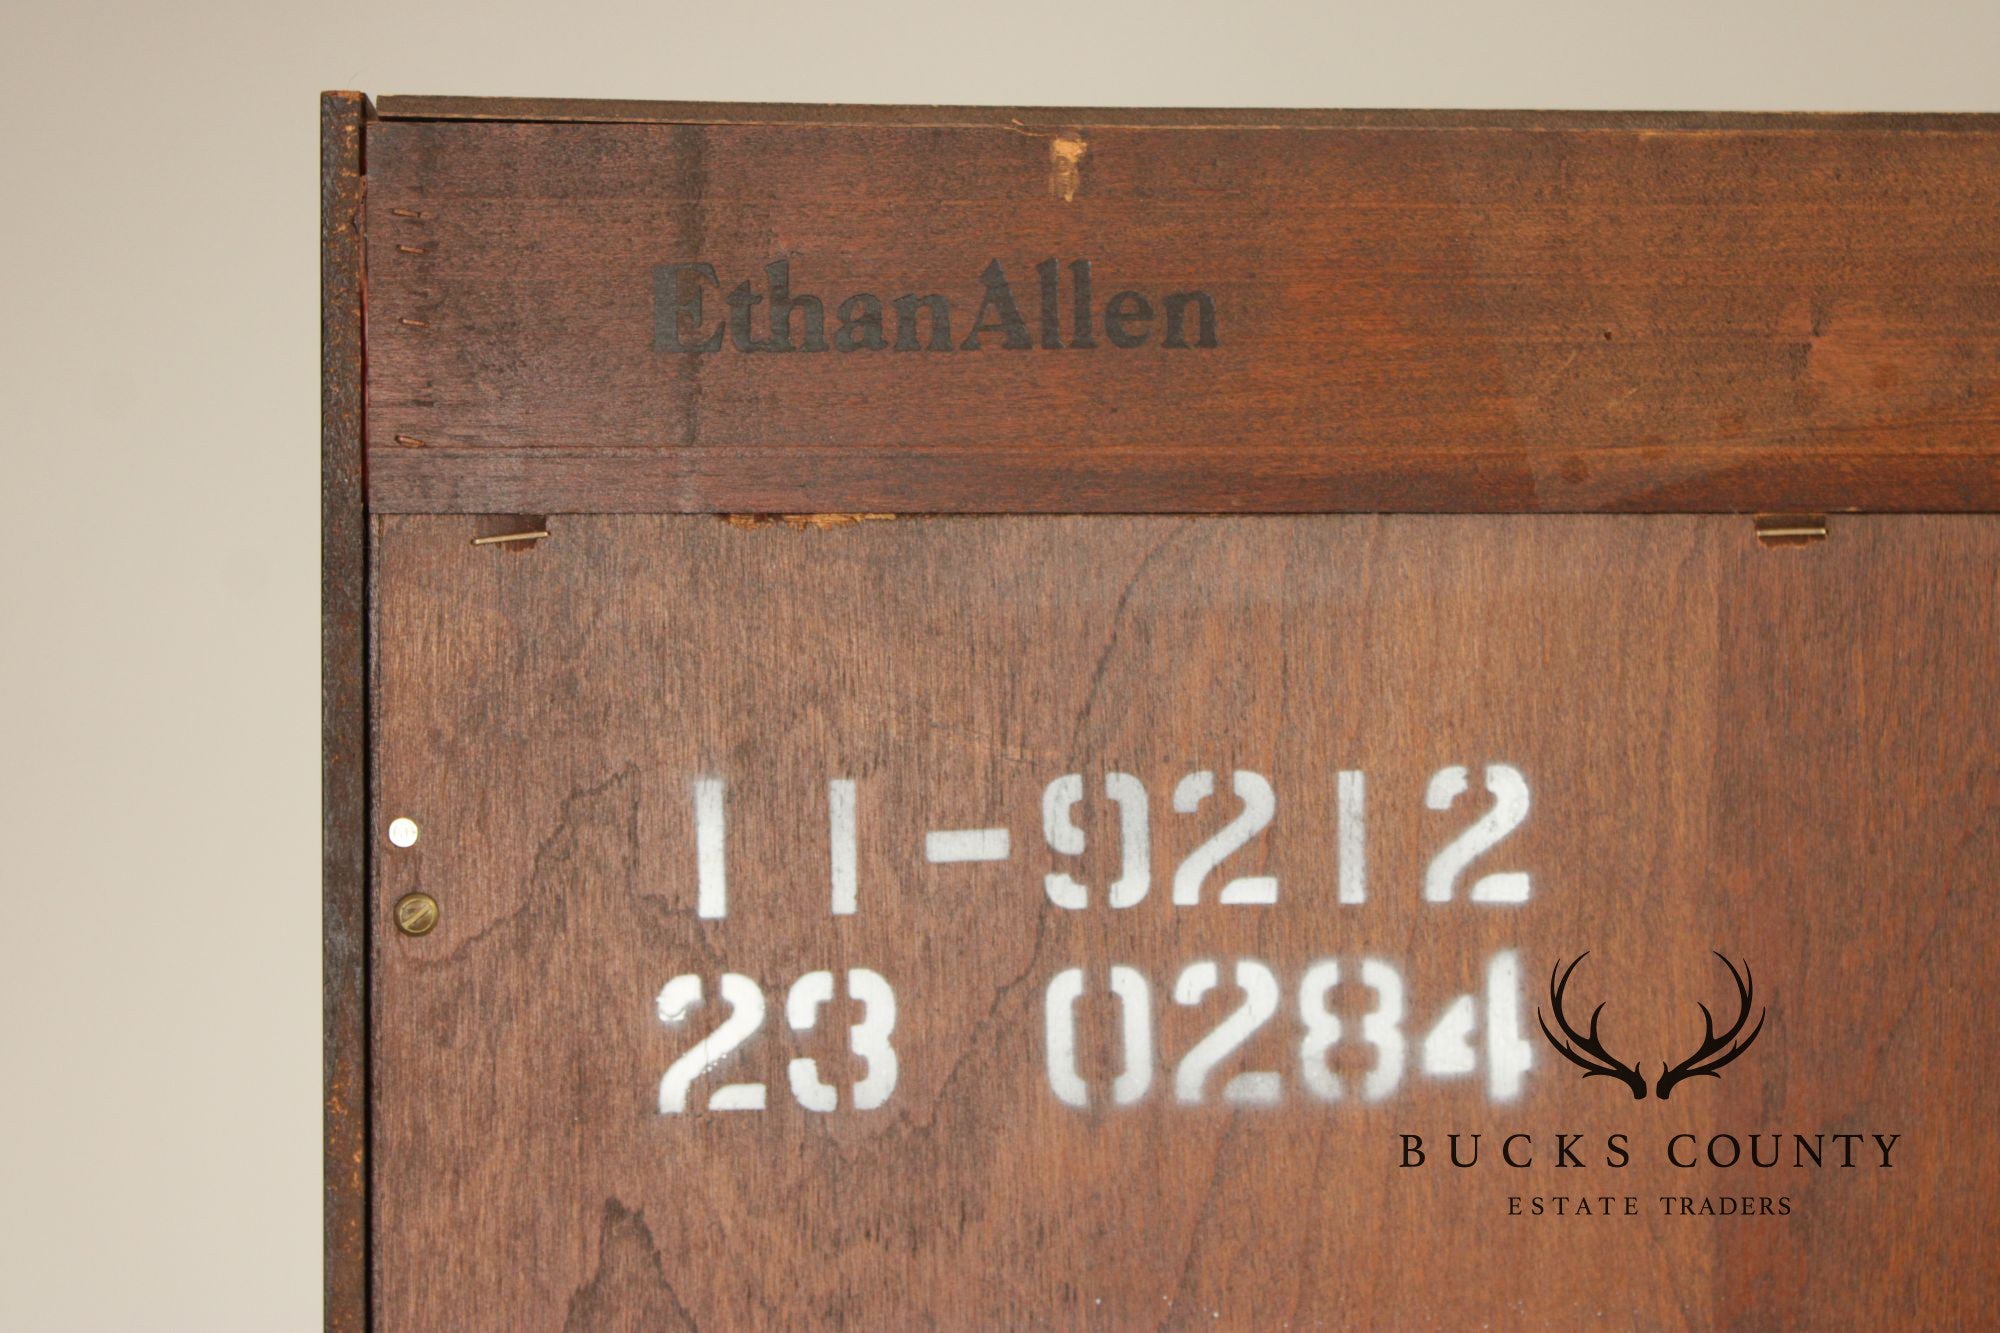 EthanAllen
11-9212
23 0284
BUCKS COUNTY
ESTATE TRADERS